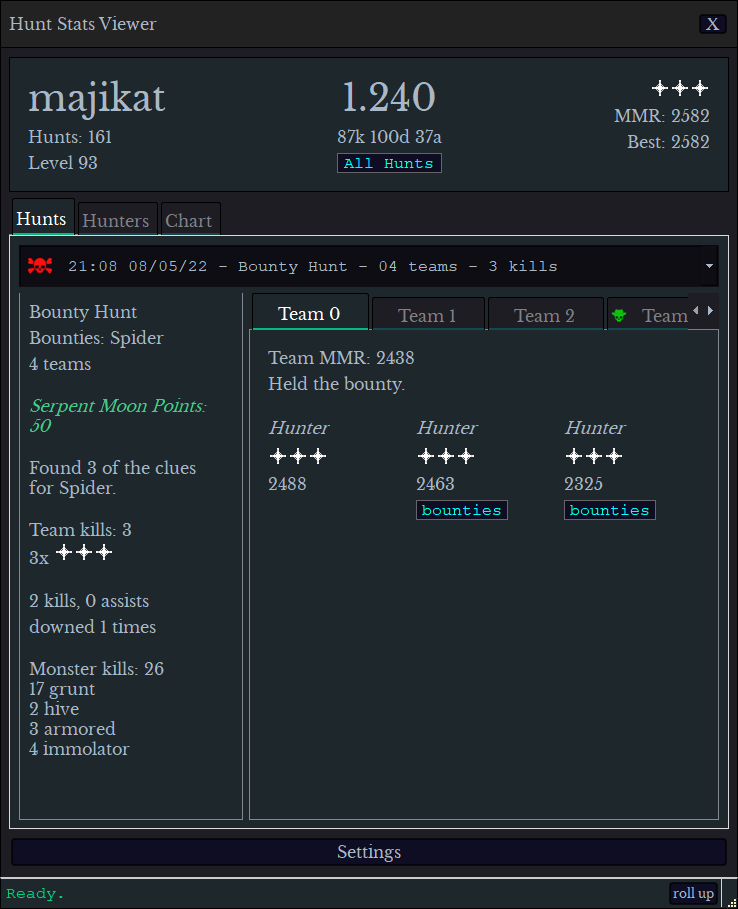 Hunt Stats Viewer
X
majikat
Hunts: 161
Level 93
1.240
87k 100d 37a
All Hunts
MMR: 2582
Best: 2582
Hunts
Hunters
Chart
21:08 08/05/22 - Bounty Hunt - 04 teams - 3 kills
Bounty Hunt
Bounties: Spider
4 teams
Serpent Moon Points:
50
Found 3 of the clues
for Spider.
Team kills: 3
3x
2 kills, 0 assists
downed 1 times
Monster kills: 26
17 grunt
2 hive
3 armored
4 immolator
Team 0
Team 1
Team 2
Team
Team MMR: 2438
Held the bounty.
Hunter
2488
Hunter
2463
bounties
Hunter
2325
bounties
Settings
Ready.
roll up